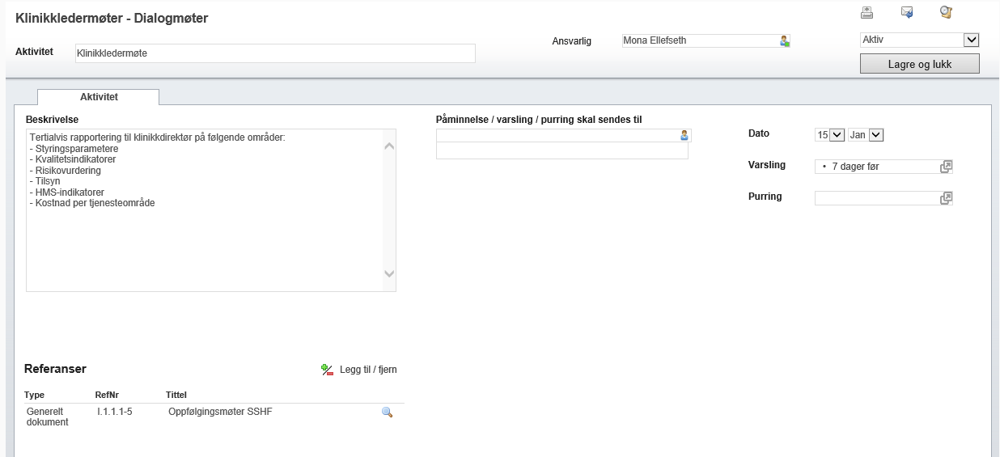 Klinikkledermøter - Dialogmøter
Aktivitet
Klinikkledermøte
Ansvarlig
Mona Ellefseth
Aktiv
Lagre og lukk
Aktivitet
Beskrivelse
Tertialvis rapportering til klinikkdirektør på følgende områder:
- Styringsparametere
- Kvalitetsindikatorer
- Risikovurdering
- Tilsyn
- HMS-indikatorer
- Kostnad per tjenesteområde
Påminnelse / varsling / purring skal sendes til
Dato
15
Jan
Varsling
• 7 dager før
Purring
Referanser
Legg til / fjern
Type RefNr Tittel
Generelt I.1.1.1-5 Oppfølgingsmøter SSHF
dokument